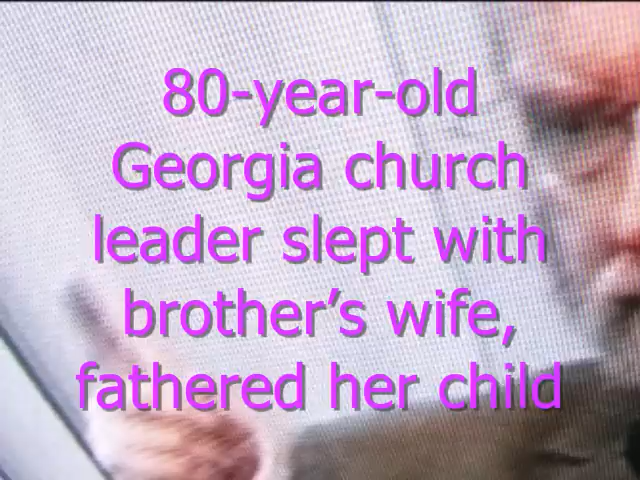 80-year-old
Georgia church
leader slept with
brother’s wife,
fathered her child